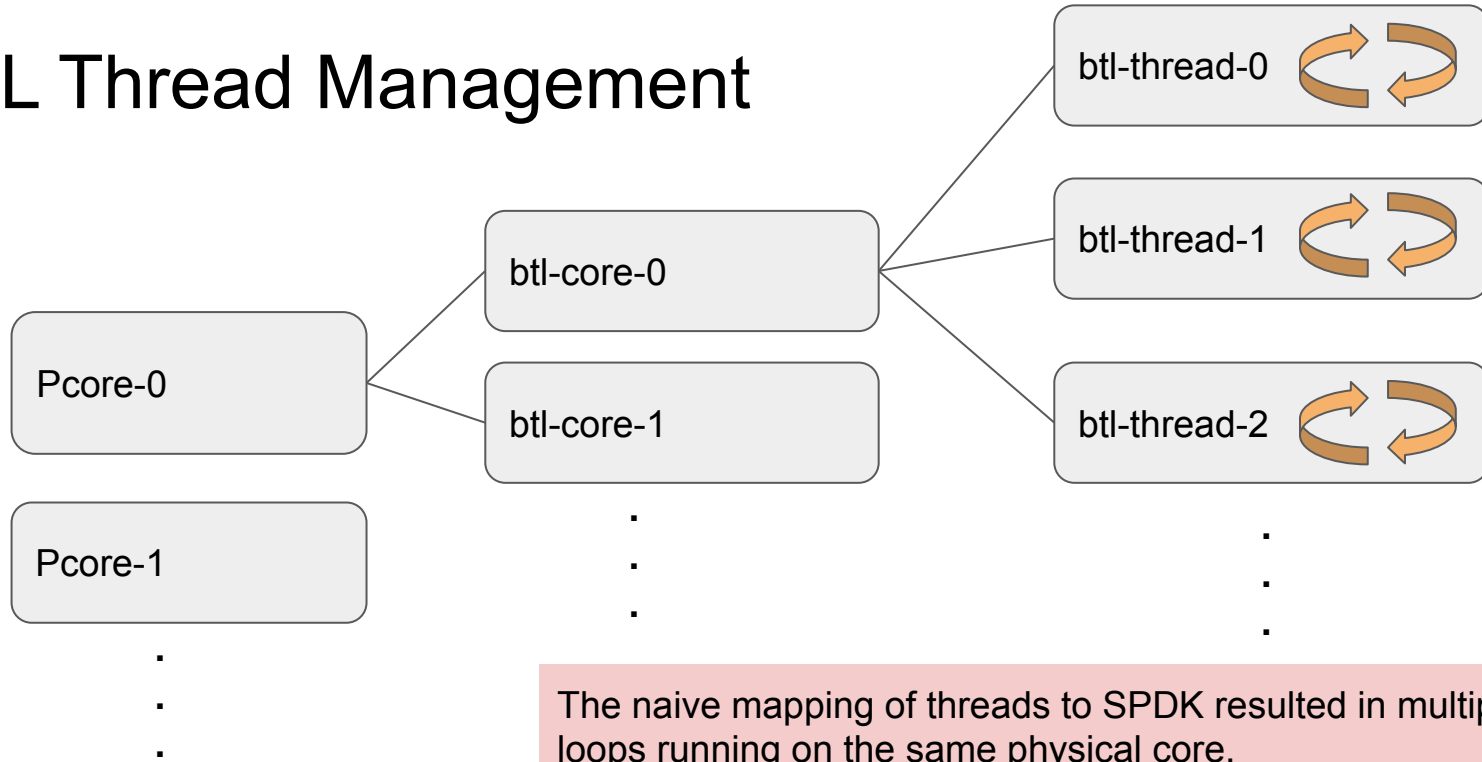 L Thread Management
btl-thread-0
btl-thread-1
btl-core-0
Pcore-0
btl-core-1
btl-thread-2
Pcore-1
The naive mapping of threads to SPDK resulted in
loops running on the same physical core.